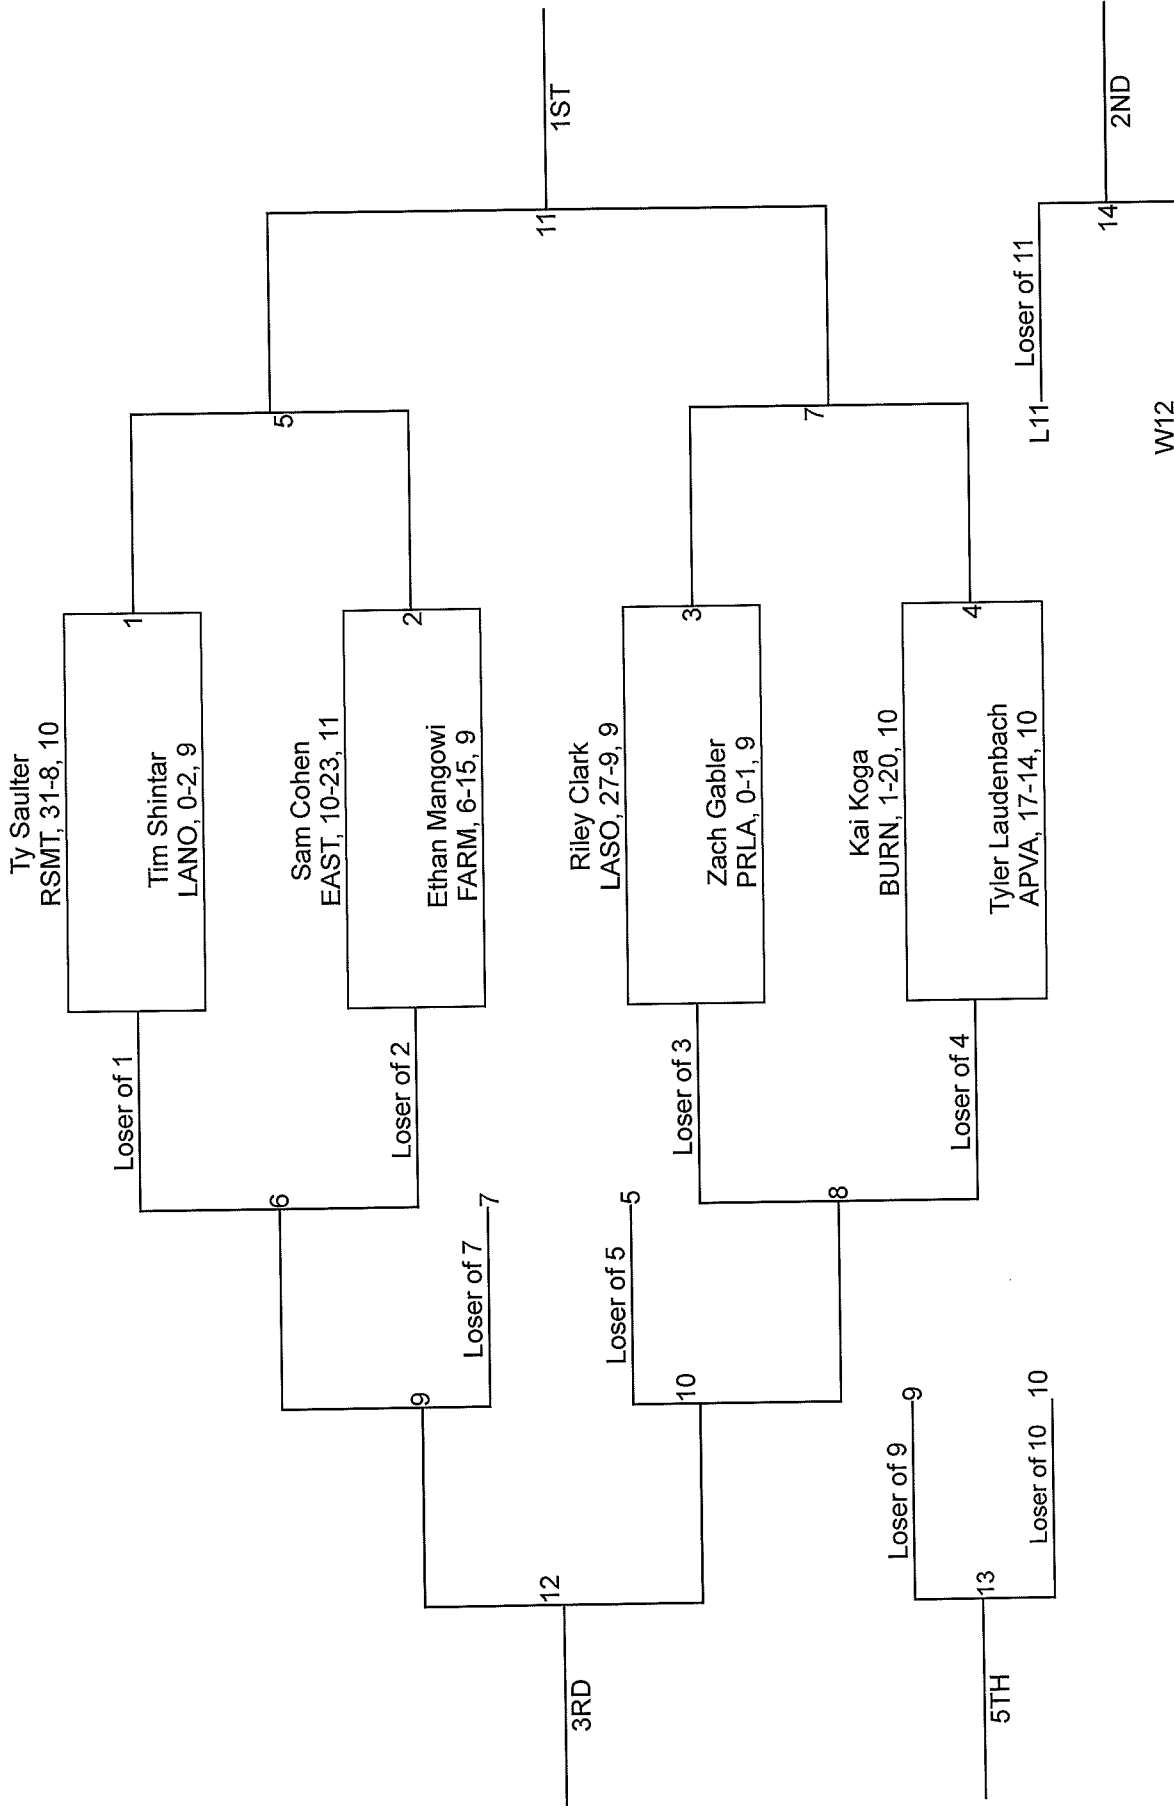 Ty Saulter
RSMT, 31-8, 10
1
Tim Shintar
LANO, 0-2, 9
Sam Cohen
EAST, 10-23, 11
2
Ethan Mangowi
FARM, 6-15, 9
Riley Clark
LASO, 27-9, 9
3
Zach Gabler
PRLA, 0-1, 9
Kai Koga
BURN, 1-20, 10
4
Tyler Laudenbach
APVA, 17-14, 10
5
7
11
1ST
L11
Loser of 11
14
2ND
W12
Loser of 1
6
Loser of 2
Loser of 7
7
9
Loser of 5
5
10
Loser of 3
8
Loser of 4
12
3RD
Loser of 9
9
13
Loser of 10
10
5TH